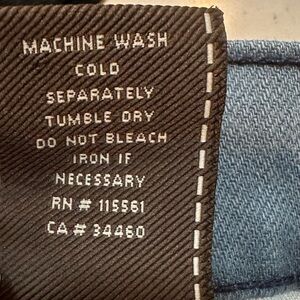 MACHINE WASH
COLD
SEPARATELY
TUMBLE DRY
DO NOT BLEACH
IRON IF
NECESSARY
RN # 115561
CA # 34460